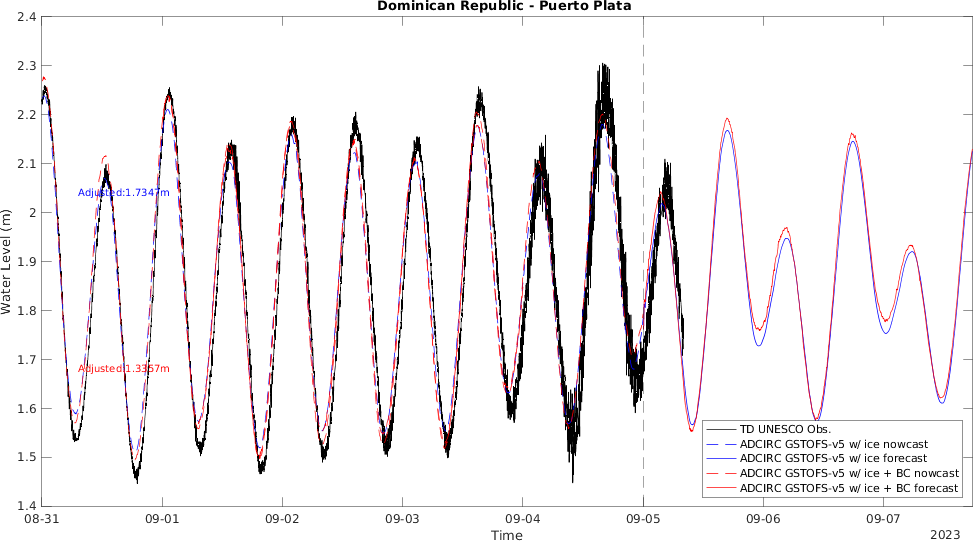 Dominican Republic - Puerto Plata
2.4
2.3
2.2
2.1
2
1.9
1.8
1.7
1.6
1.5
1.4
Water Level (m)
Adjusted:1.7347m
Adjusted:1.3357m
TD UNESCO Obs.
ADCIRC GSTOFS-v5 w/ ice nowcast
ADCIRC GSTOFS-v5 w/ ice forecast
ADCIRC GSTOFS-v5 w/ ice + BC nowcast
ADCIRC GSTOFS-v5 w/ ice + BC forecast
08-31 09-01 09-02 09-03 09-04 09-05 09-06 09-07
Time
2023